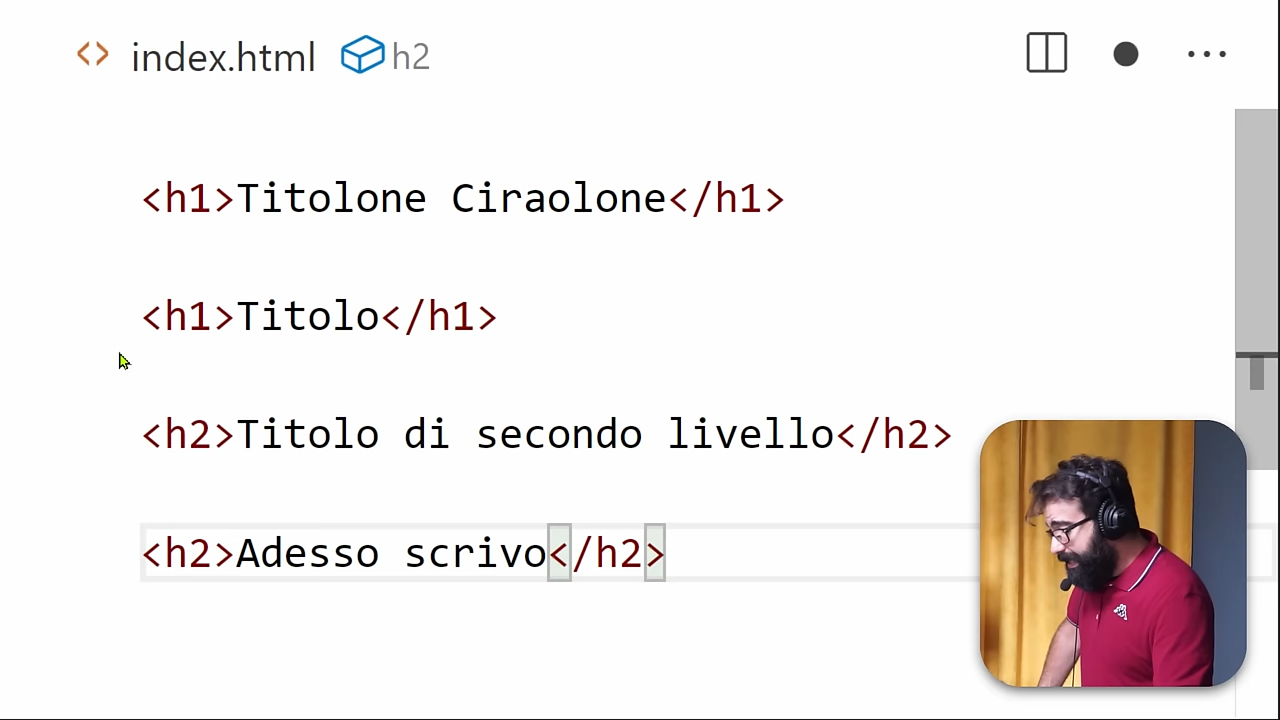 index.html h2
<h1>Titolone Ciraolone</h1>
<h1>Titolo</h1>
<h2>Titolo di secondo livello</h2>
<h2>Adesso scrivo</h2>